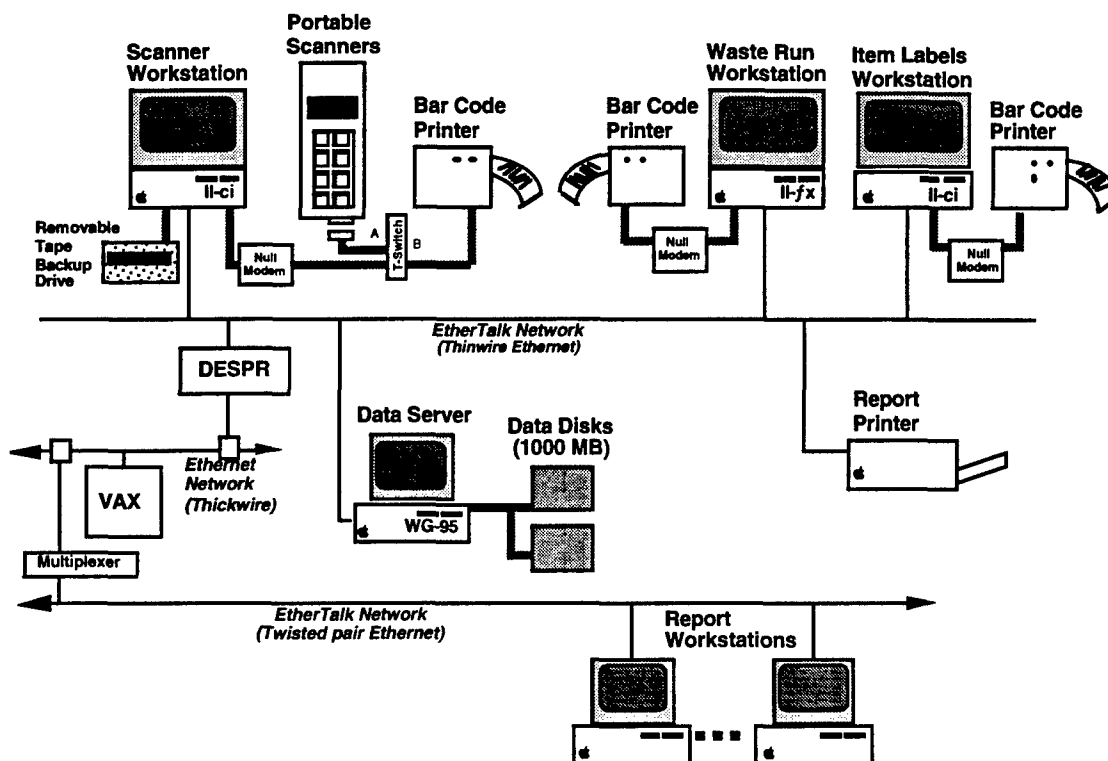 Portable
Scanners
Scanner
Workstation
Bar Code
Printer
Bar Code
Printer
Waste Run
Workstation
Item Labels
Workstation
Bar Code
Printer
II-ci
II-fx
II-ci
Removable
Tape
Backup
Drive
Null
Modem
A
T-Switch
B
Null
Modem
Null
Modem
EtherTalk Network
(Thinwire Ethernet)
DESPR
Data Server
Data Disks
(1000 MB)
Report
Printer
Ethernet
Network
(Thickwire)
VAX
WG-95
Multiplexer
EtherTalk Network
(Twisted pair Ethernet)
Report
Workstations